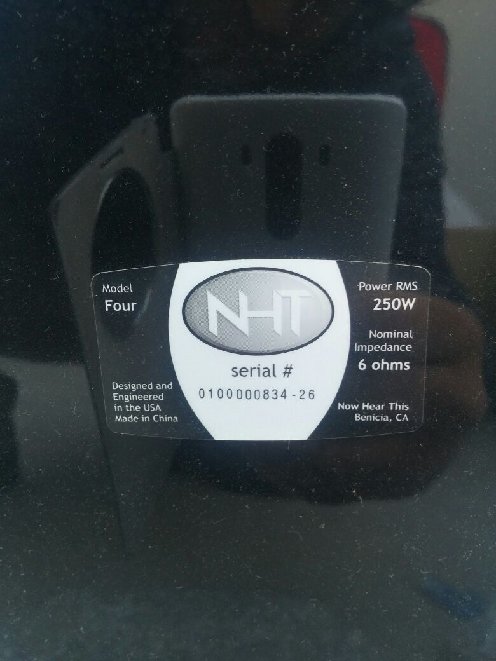 Model
Four
NHT
serial #
0100000834-26
Designed and
Engineered
in the USA
Made in China
Power RMS
250W
Nominal
Impedance
6 ohms
Now Hear This
Benicia, CA